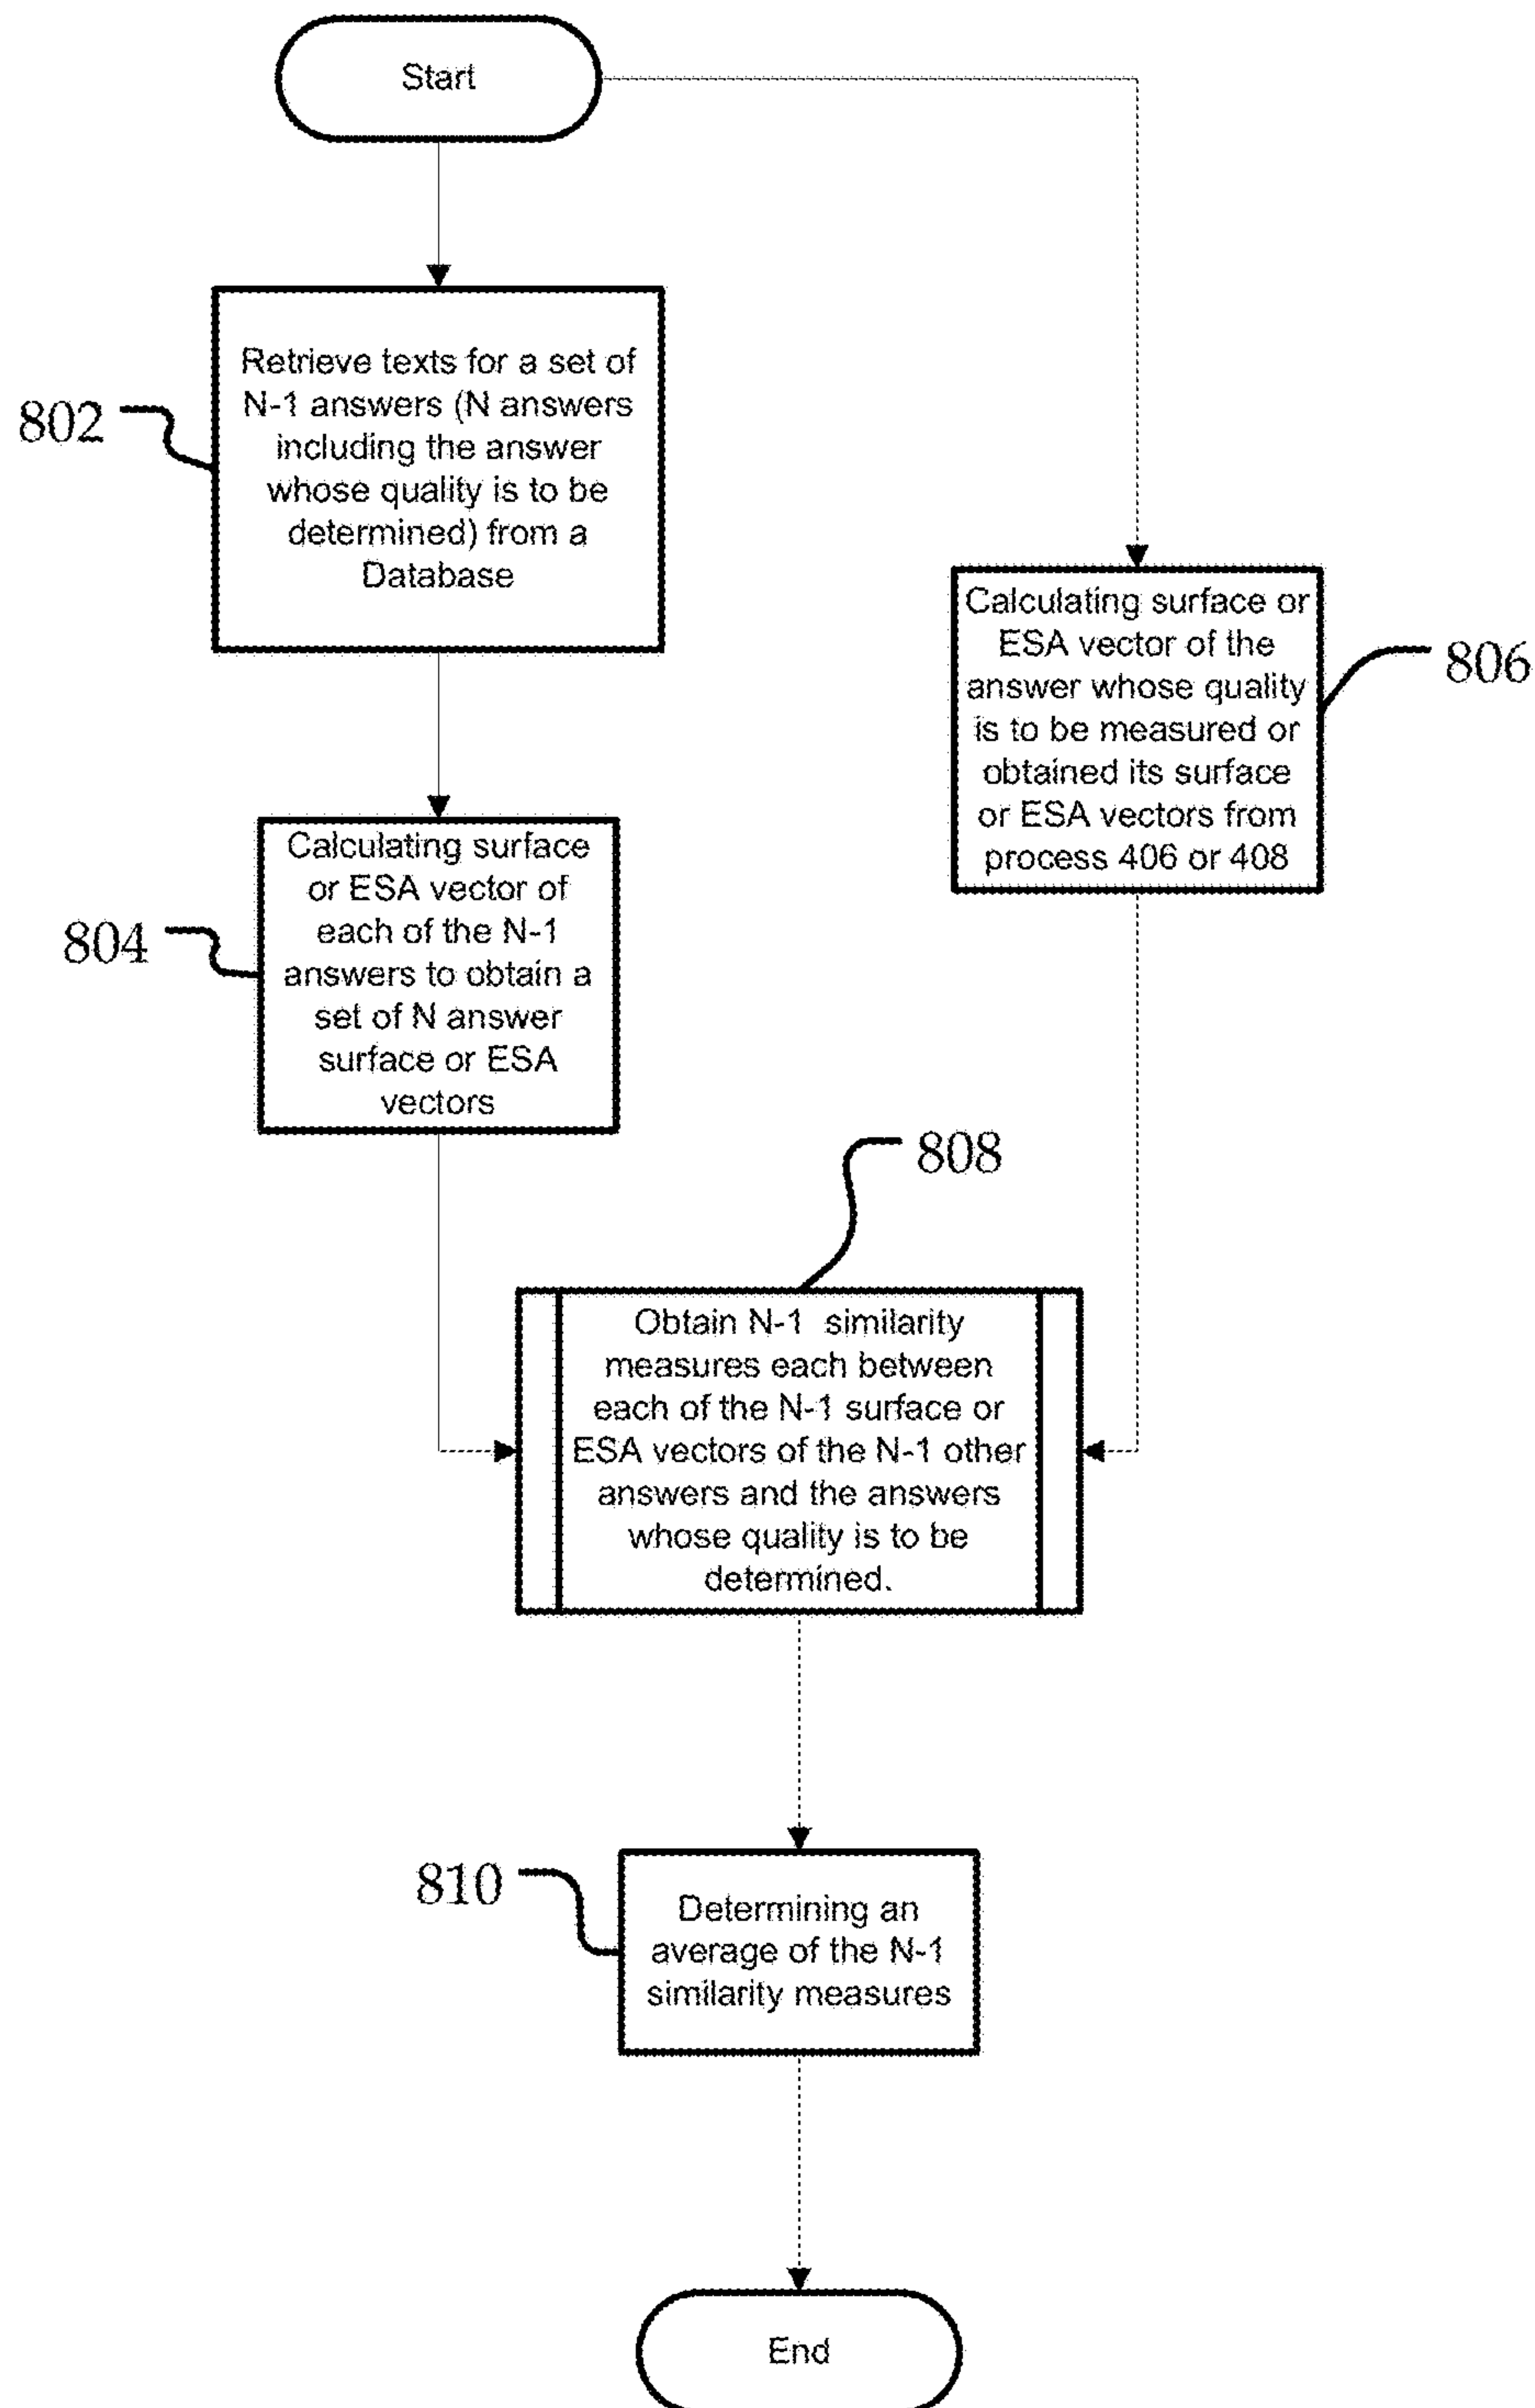 Start
802
Retrieve texts for a set of
N-1 answers (N answers
including the answer
whose quality is to be
determined) from a
Database
806
Calculating surface or
ESA vector of the
answer whose quality
is to be measured or
obtained its surface
or ESA vectors from
process 406 or 408
804
Calculating surface
or ESA vector of
each of the N-1
answers to obtain a
set of N answer
surface or ESA
vectors
808
Obtain N-1 similarity
measures each between
each of the N-1 surface or
ESA vectors of the N-1 other
answers and the answers
whose quality is to be
determined.
810
Determining an
average of the N-1
similarity measures
End